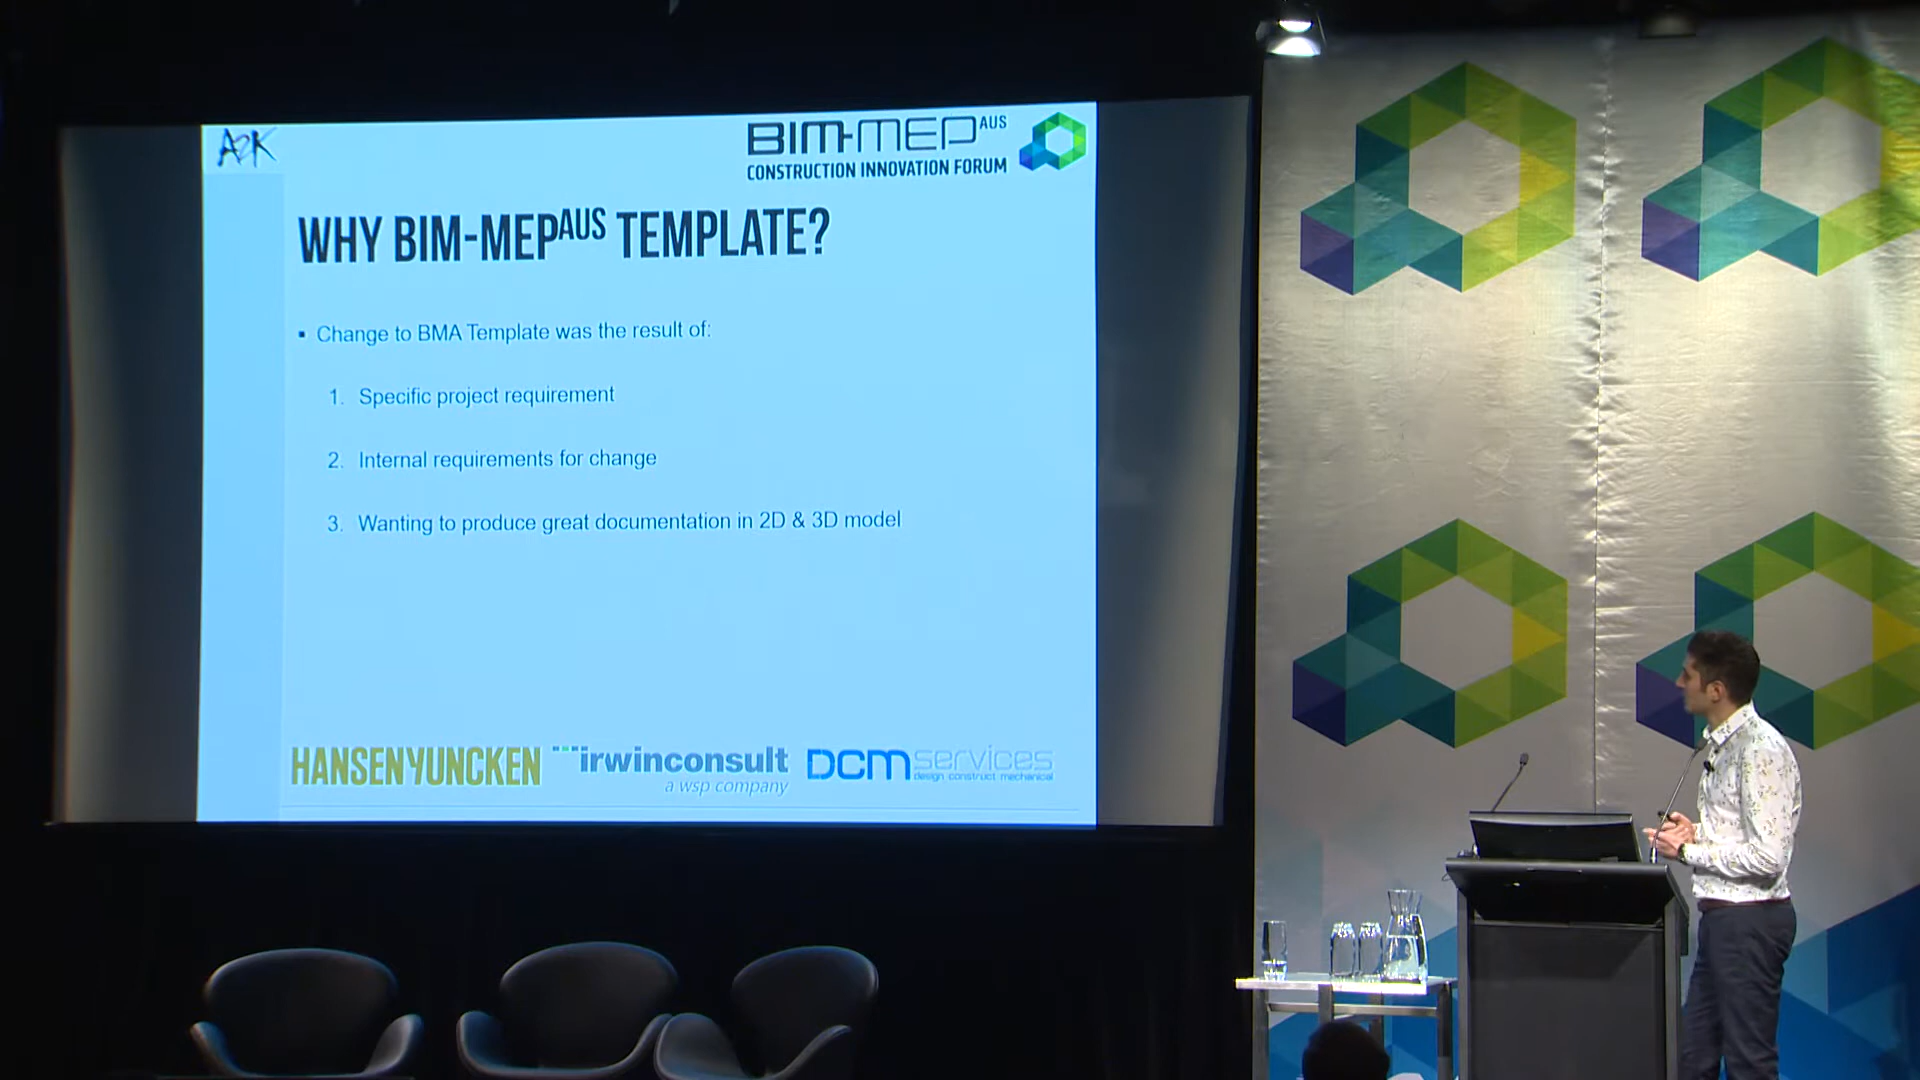 A2K
BIM-MEP AUS
CONSTRUCTION INNOVATION FORUM
WHY BIM-MEPAUS TEMPLATE?
▪ Change to BMA Template was the result of:
1. Specific project requirement
2. Internal requirements for change
3. Wanting to produce great documentation in 2D & 3D model
HANSENYUNCKEN
irwinconsult
a wsp company
DCM services
design construct mechanical